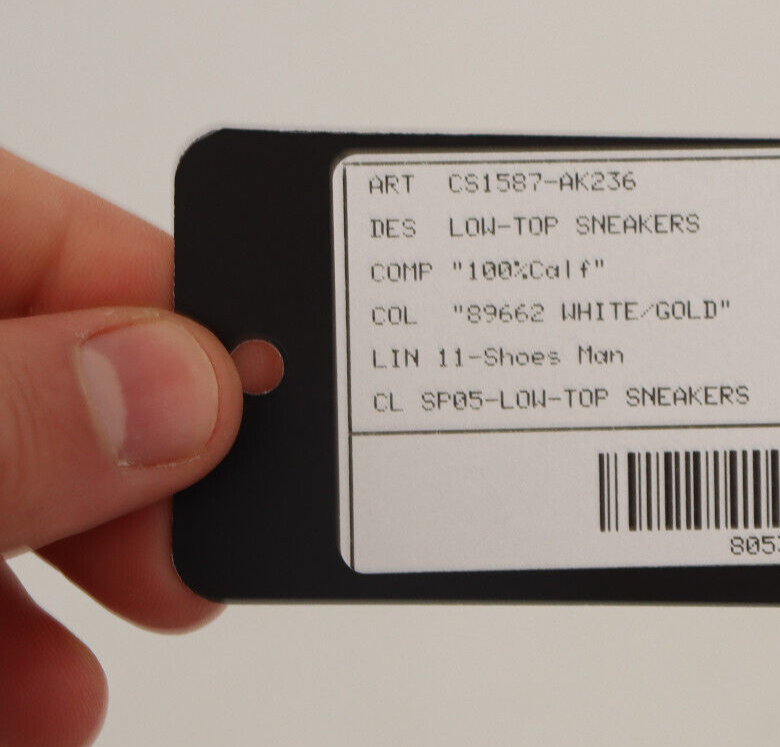 ART CS1587-AK236
DES LOW-TOP SNEAKERS
COMP "100%Calf"
COL "89662 WHITE/GOLD"
LIN 11-Shoes Man
CL SP05-LOW-TOP SNEAKERS
8053